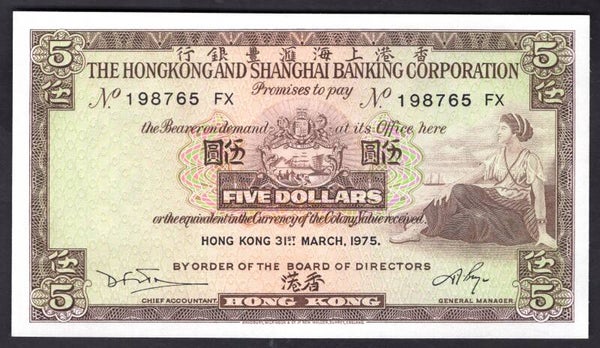 5 行銀豐滙海上港香 5
THE HONGKONG AND SHANGHAI BANKING CORPORATION
伍 Promises to pay 伍
Nº 198765 FX Nº 198765 FX
the Bearer on demand at its Office here
圓伍 圓伍
FIVE DOLLARS
or the equivalent in the Currency of the Colony Value received.
HONG KONG 31ST MARCH, 1975.
BY ORDER OF THE BOARD OF DIRECTORS
伍 港香 伍
5 CHIEF ACCOUNTANT. HONG KONG GENERAL MANAGER. 5